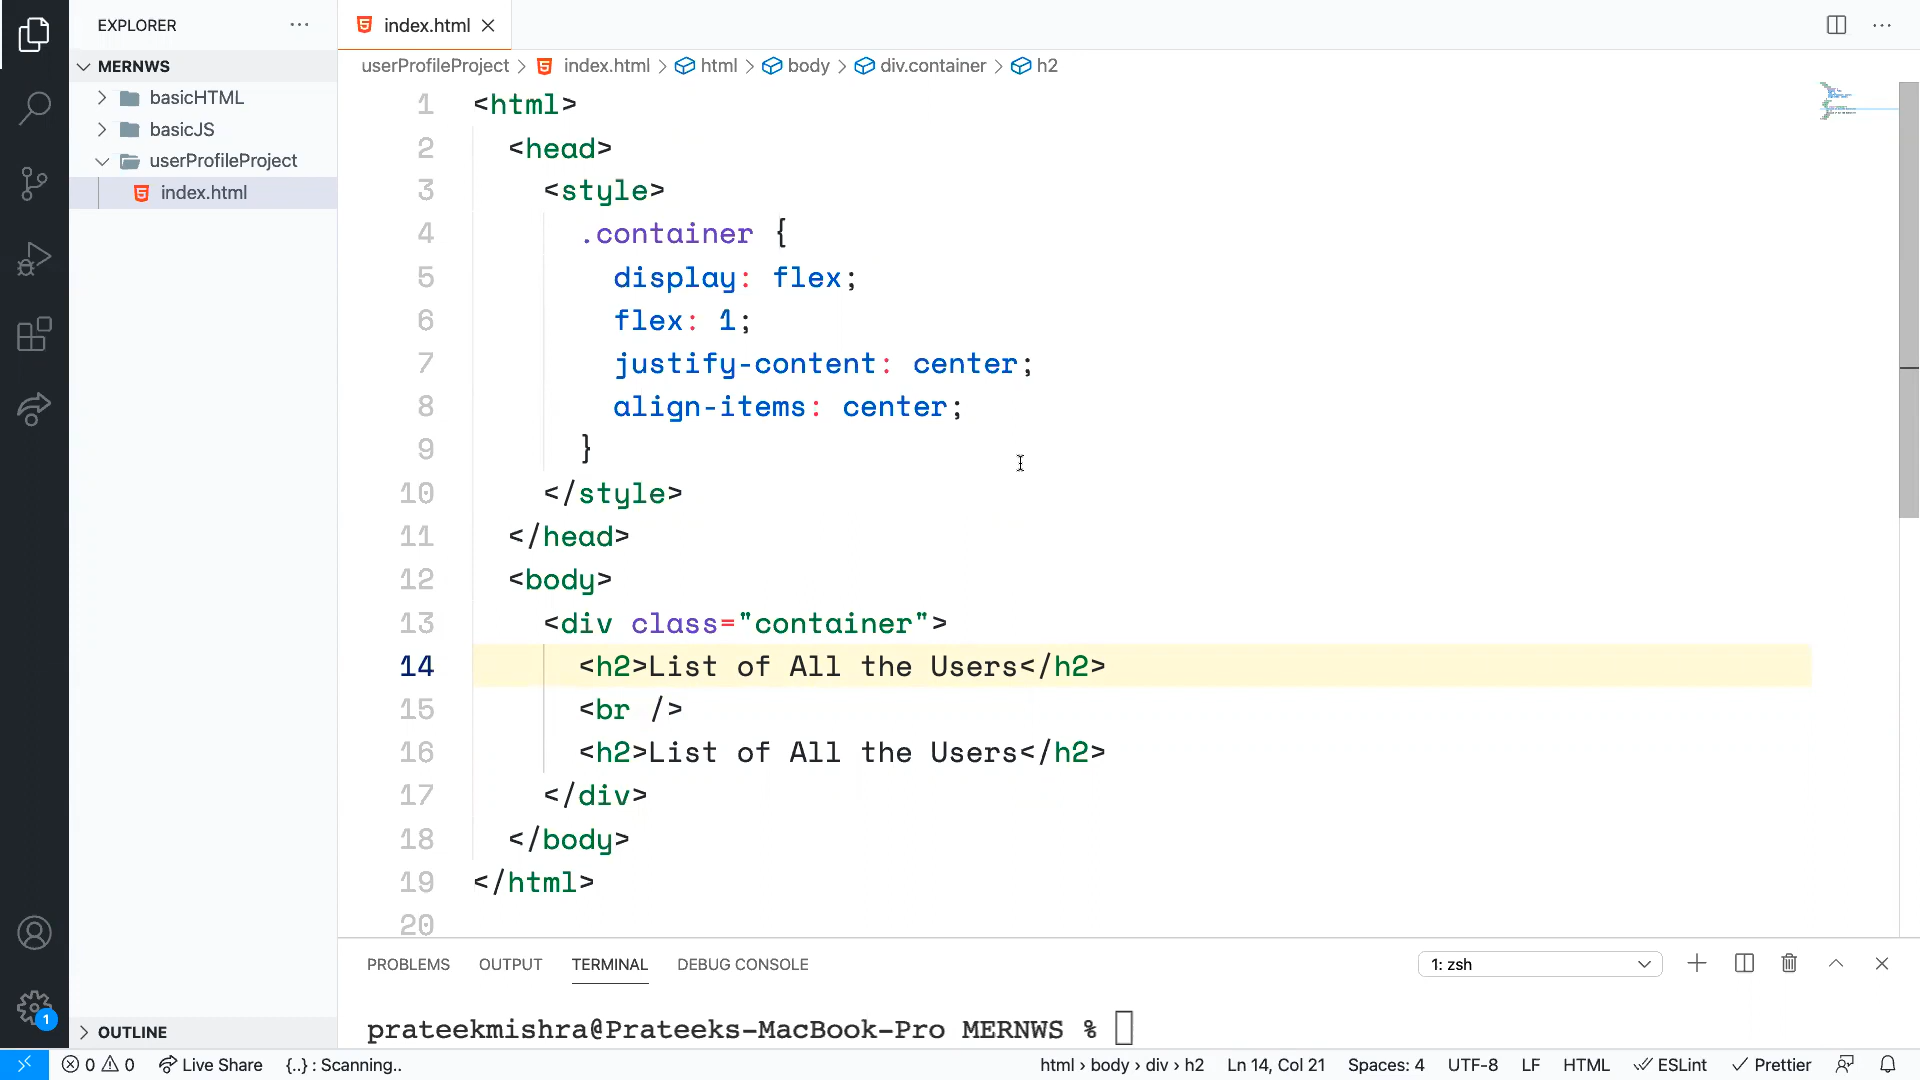 EXPLORER
MERNWS
basicHTML
basicJS
userProfileProject
index.html
index.html
userProfileProject > index.html > html > body > div.container > h2
1 <html>
2 <head>
3 <style>
4 .container {
5 display: flex;
6 flex: 1;
7 justify-content: center;
8 align-items: center;
9 }
10 </style>
11 </head>
12 <body>
13 <div class="container">
14 <h2>List of All the Users</h2>
15 <br />
16 <h2>List of All the Users</h2>
17 </div>
18 </body>
19 </html>
20
PROBLEMS OUTPUT TERMINAL DEBUG CONSOLE 1: zsh
prateekmishra@Prateeks-MacBook-Pro MERNWS %
1
OUTLINE
0 0 Live Share {..} : Scanning.. html › body › div › h2 Ln 14, Col 21 Spaces: 4 UTF-8 LF HTML ESLint Prettier